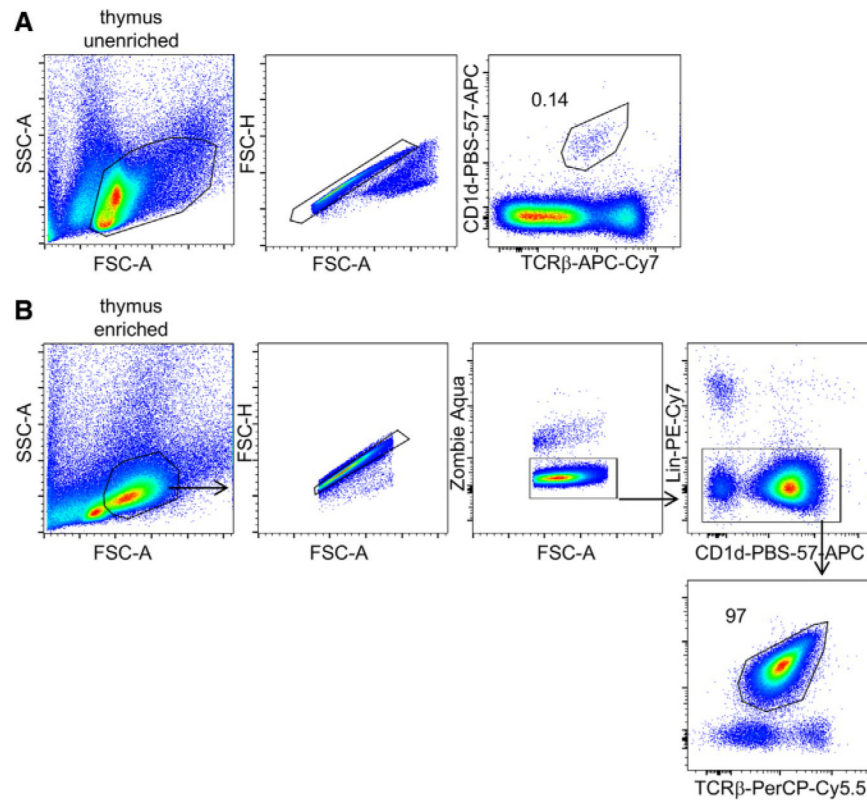 A
thymus
unenriched
SSC-A
FSC-A
FSC-H
FSC-A
CD1d-PBS-57-APC
0.14
TCRβ-APC-Cy7
B
thymus
enriched
SSC-A
FSC-A
FSC-H
FSC-A
Zombie Aqua
FSC-A
Lin-PE-Cy7
CD1d-PBS-57-APC
97
TCRβ-PerCP-Cy5.5